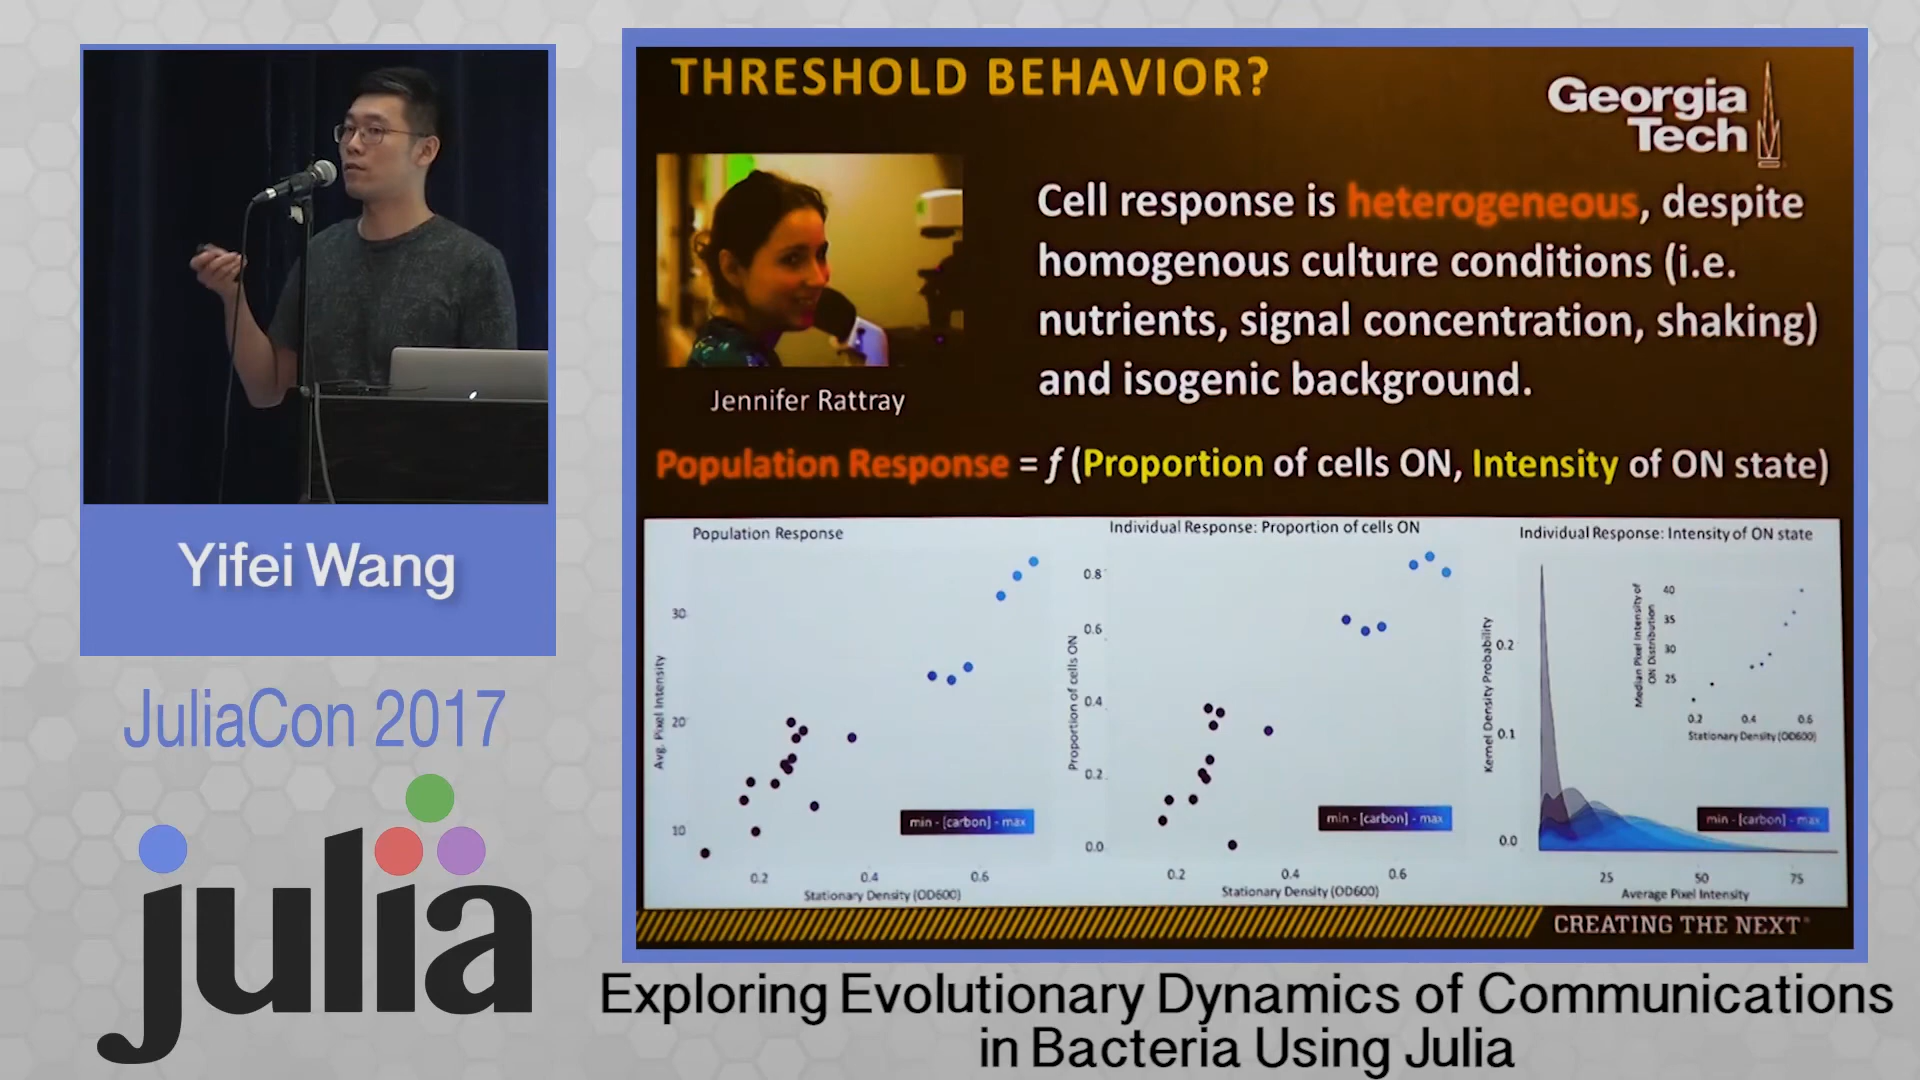 THRESHOLD BEHAVIOR?
Georgia
Tech
Cell response is heterogeneous, despite
homogenous culture conditions (i.e.
nutrients, signal concentration, shaking)
and isogenic background.
Jennifer Rattray
Population Response = f (Proportion of cells ON, Intensity of ON state)
Population Response
Avg. Pixel Intensity
30
20
10
0.2
0.4
0.6
Stationary Density (OD600)
min - [carbon] - max
Individual Response: Proportion of cells ON
Proportion of cells ON
0.8
0.6
0.4
0.2
0.0
0.2
0.4
0.6
Stationary Density (OD600)
min - [carbon] - max
Individual Response: Intensity of ON state
Kernel Density Probability
0.2
0.1
0.0
25
50
75
Average Pixel Intensity
Median Pixel Intensity of
ON Distribution
40
35
30
25
0.2
0.4
0.6
Stationary Density (OD600)
min - [carbon] - max
CREATING THE NEXT
Yifei Wang
JuliaCon 2017
julia
Exploring Evolutionary Dynamics of Communications
in Bacteria Using Julia